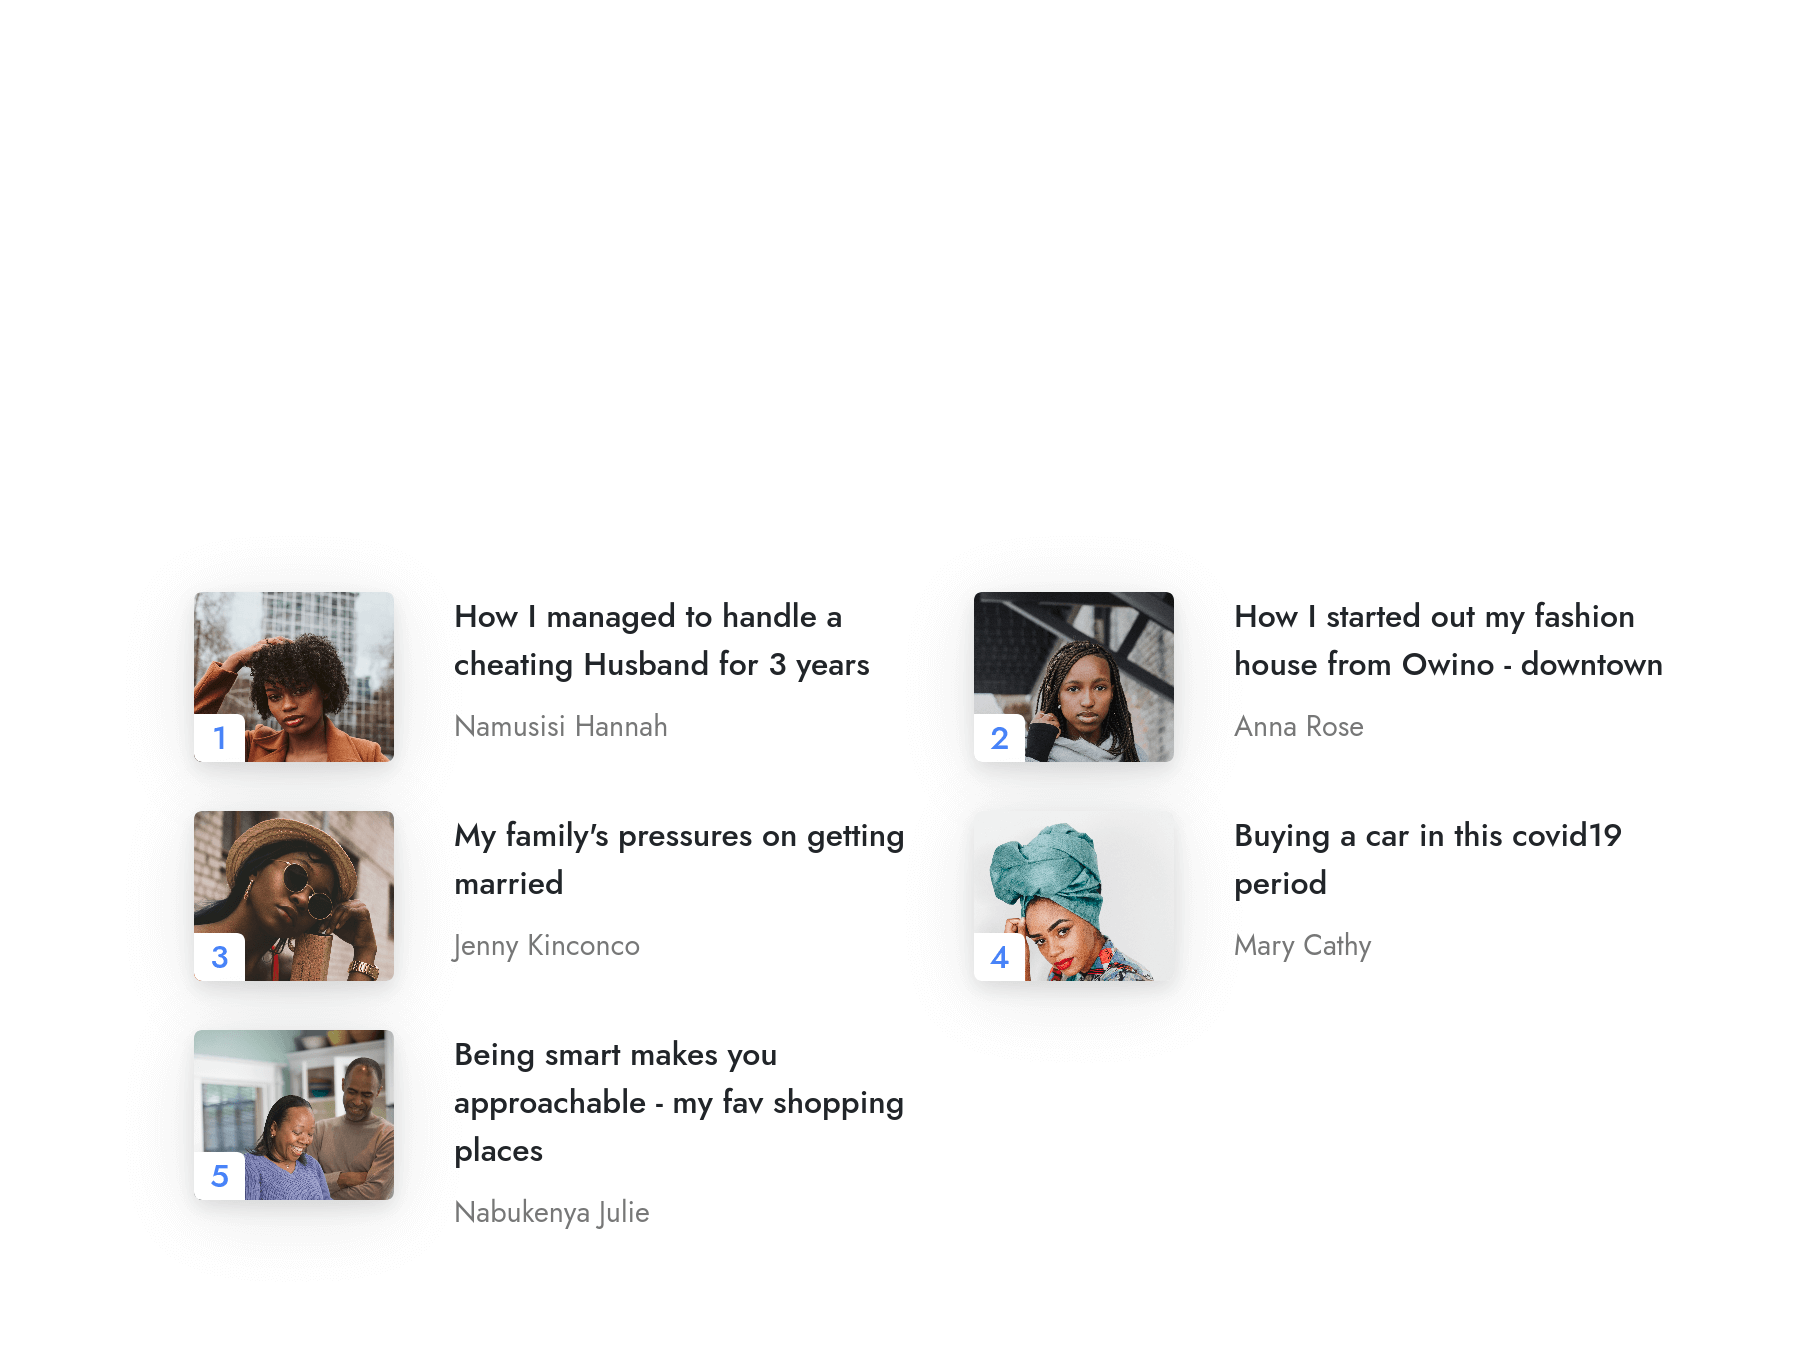 1
How I managed to handle a
cheating Husband for 3 years
Namusisi Hannah
2
How I started out my fashion
house from Owino - downtown
Anna Rose
3
My family's pressures on getting
married
Jenny Kinconco
4
Buying a car in this covid19
period
Mary Cathy
5
Being smart makes you
approachable - my fav shopping
places
Nabukenya Julie